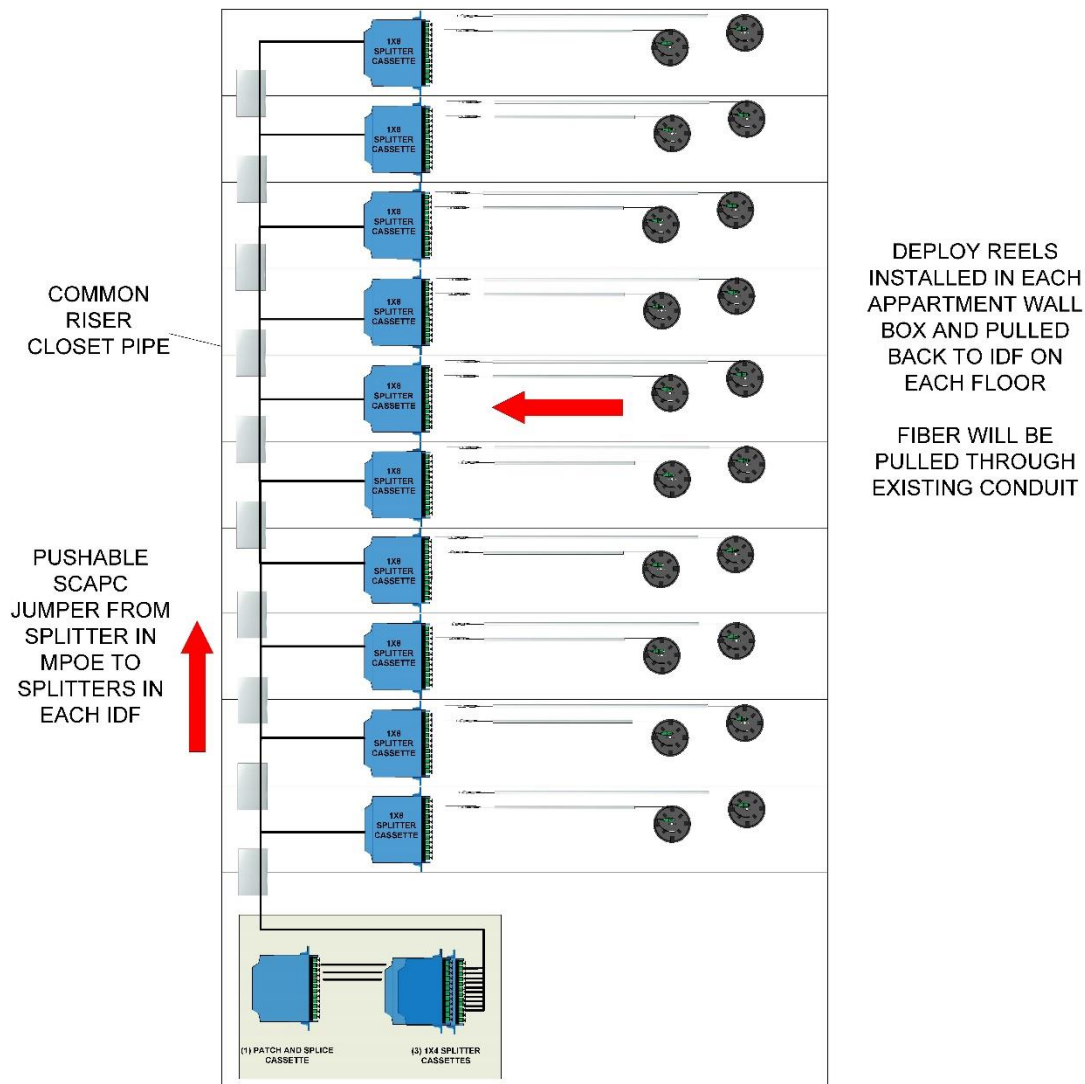 1X8
SPLITTER
CASSETTE
1X8
SPLITTER
CASSETTE
1X8
SPLITTER
CASSETTE
1X8
SPLITTER
CASSETTE
1X8
SPLITTER
CASSETTE
1X8
SPLITTER
CASSETTE
1X8
SPLITTER
CASSETTE
1X8
SPLITTER
CASSETTE
1X8
SPLITTER
CASSETTE
1X8
SPLITTER
CASSETTE
COMMON
RISER
CLOSET PIPE
DEPLOY REELS
INSTALLED IN EACH
APPARTMENT WALL
BOX AND PULLED
BACK TO IDF ON
EACH FLOOR
FIBER WILL BE
PULLED THROUGH
EXISTING CONDUIT
PUSHABLE
SCAPC
JUMPER FROM
SPLITTER IN
MPOE TO
SPLITTERS IN
EACH IDF
(1) PATCH AND SPLICE
CASSETTE
(3) 1X4 SPLITTER
CASSETTES